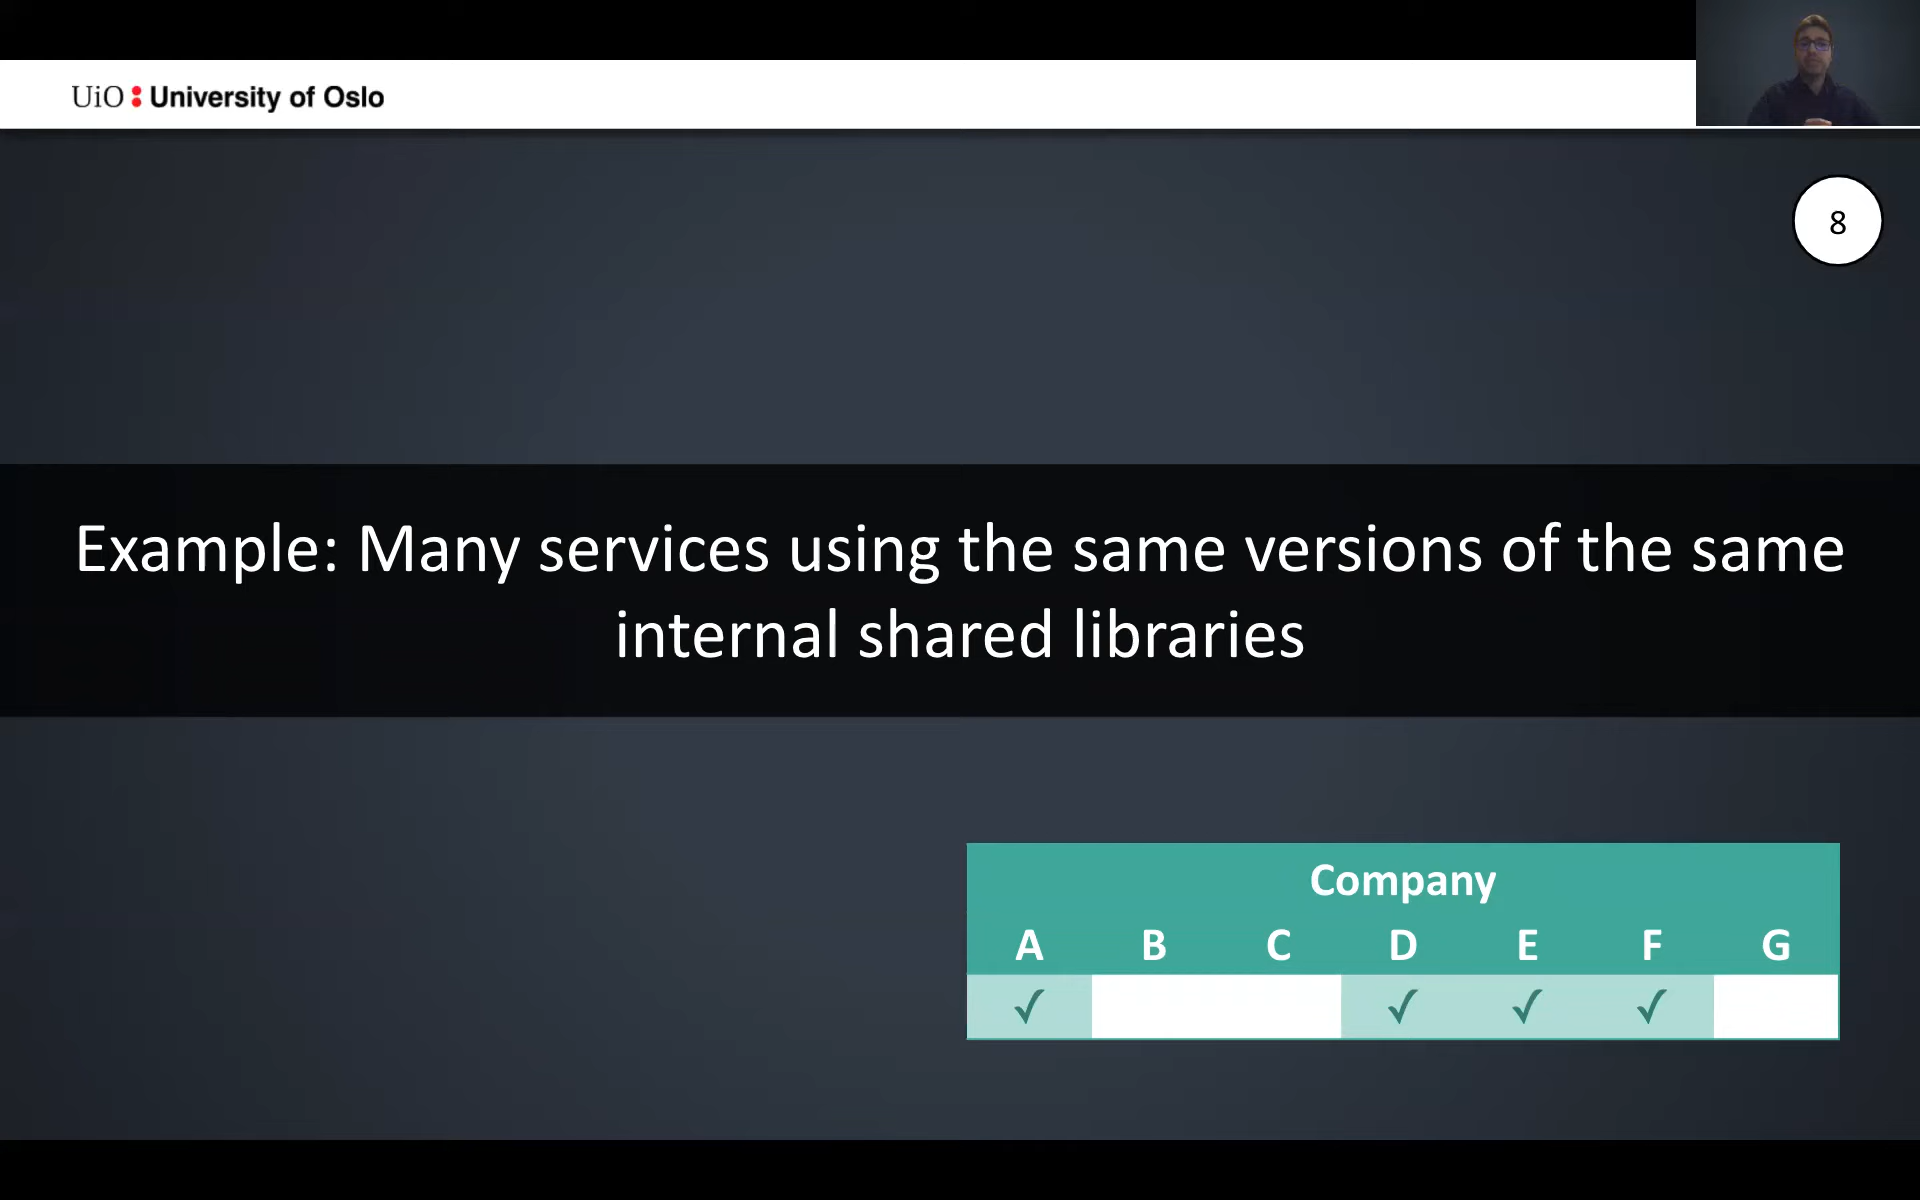 UiO : University of Oslo
8
Example: Many services using the same versions of the same
internal shared libraries
Company
A B C D E F G
✓ ✓ ✓ ✓